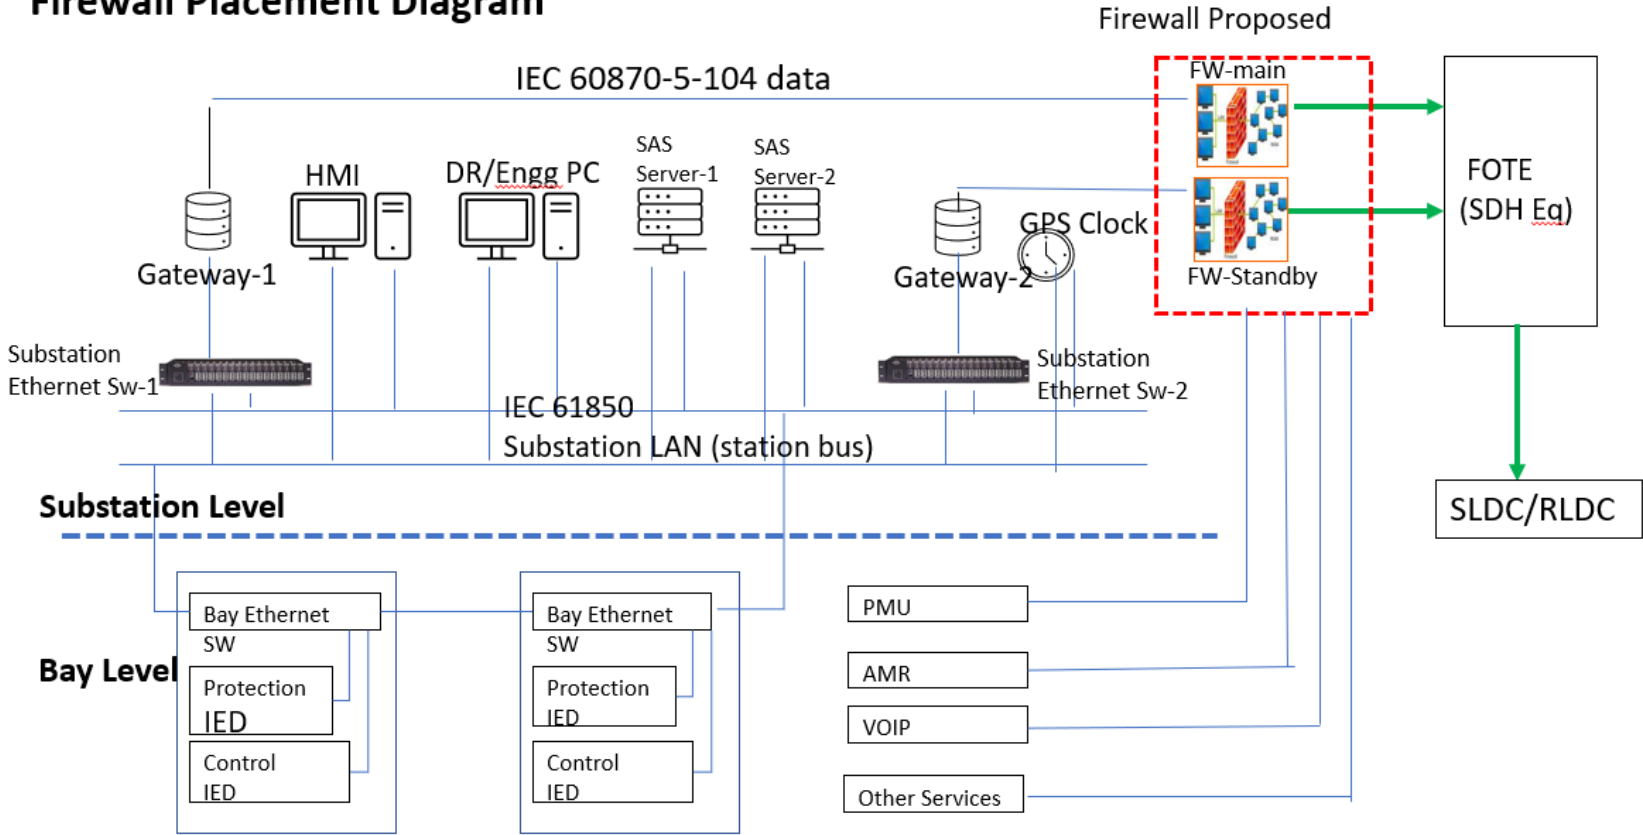 Firewall Placement Diagram
Firewall Proposed
IEC 60870-5-104 data
FW-main
HMI
DR/Engg PC
SAS
Server-1
SAS
Server-2
FOTE
(SDH Eq)
GPS Clock
Gateway-1
Gateway-2
FW-Standby
Substation
Ethernet Sw-1
Substation
Ethernet Sw-2
IEC 61850
Substation LAN (station bus)
Substation Level
SLDC/RLDC
Bay Level
Bay Ethernet
SW
Protection
IED
Control
IED
Bay Ethernet
SW
Protection
IED
Control
IED
PMU
AMR
VOIP
Other Services